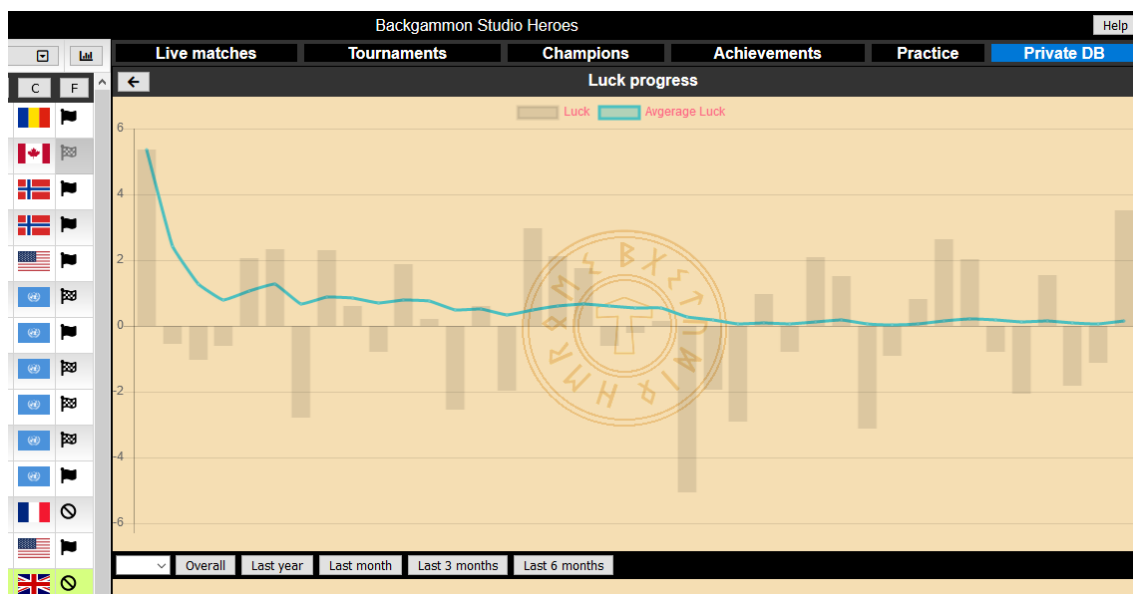 Backgammon Studio Heroes
Help
Live matches Tournaments Champions Achievements Practice Private DB
C F
Luck progress
Luck Avgerage Luck
6
4
2
0
-2
-4
-6
Overall Last year Last month Last 3 months Last 6 months